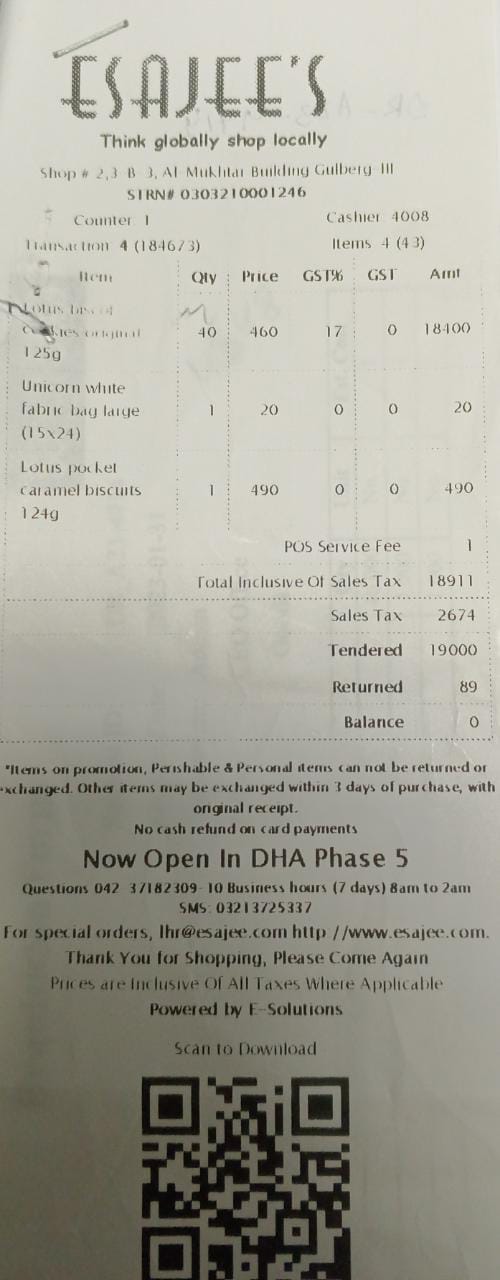 ESAJEE'S
Think globally shop locally
Shop # 2,3 B 3, Al Mukhtar Building Gulberg III
STRN# 0303210001246
Counter 1 Cashier 4008
Transaction 4 (184673) Items 4 (43)
Item Qty Price GST% GST Amt
Lotus biscof
Cookies original 40 460 17 0 18400
125g
Unicorn white
fabric bag large 1 20 0 0 20
(15x24)
Lotus pocket
caramel biscuits 1 490 0 0 490
124g
POS Service Fee 1
Total Inclusive Of Sales Tax 18911
Sales Tax 2674
Tendered 19000
Returned 89
Balance 0
*Items on promotion, Perishable & Personal items can not be returned or
exchanged. Other items may be exchanged within 3 days of purchase, with
original receipt.
No cash refund on card payments
Now Open In DHA Phase 5
Questions 042 37182309- 10 Business hours (7 days) 8am to 2am
SMS: 03213725337
For special orders, lhr@esajee.com http //www.esajee.com.
Thank You for Shopping, Please Come Again
Prices are Inclusive Of All Taxes Where Applicable
Powered by E-Solutions
Scan to Download